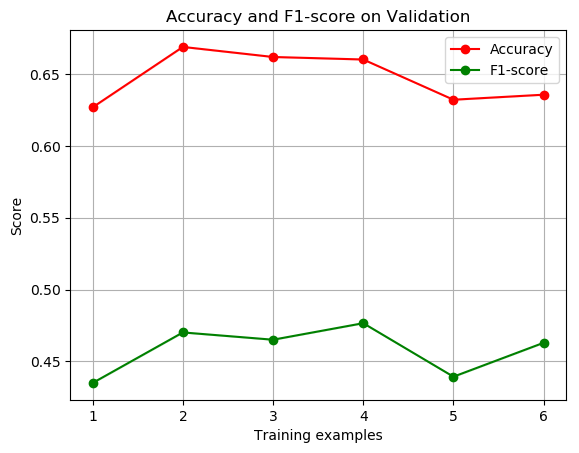 Accuracy and F1-score on Validation
Accuracy
F1-score
0.65
0.60
0.55
0.50
0.45
Score
1 2 3 4 5 6
Training examples